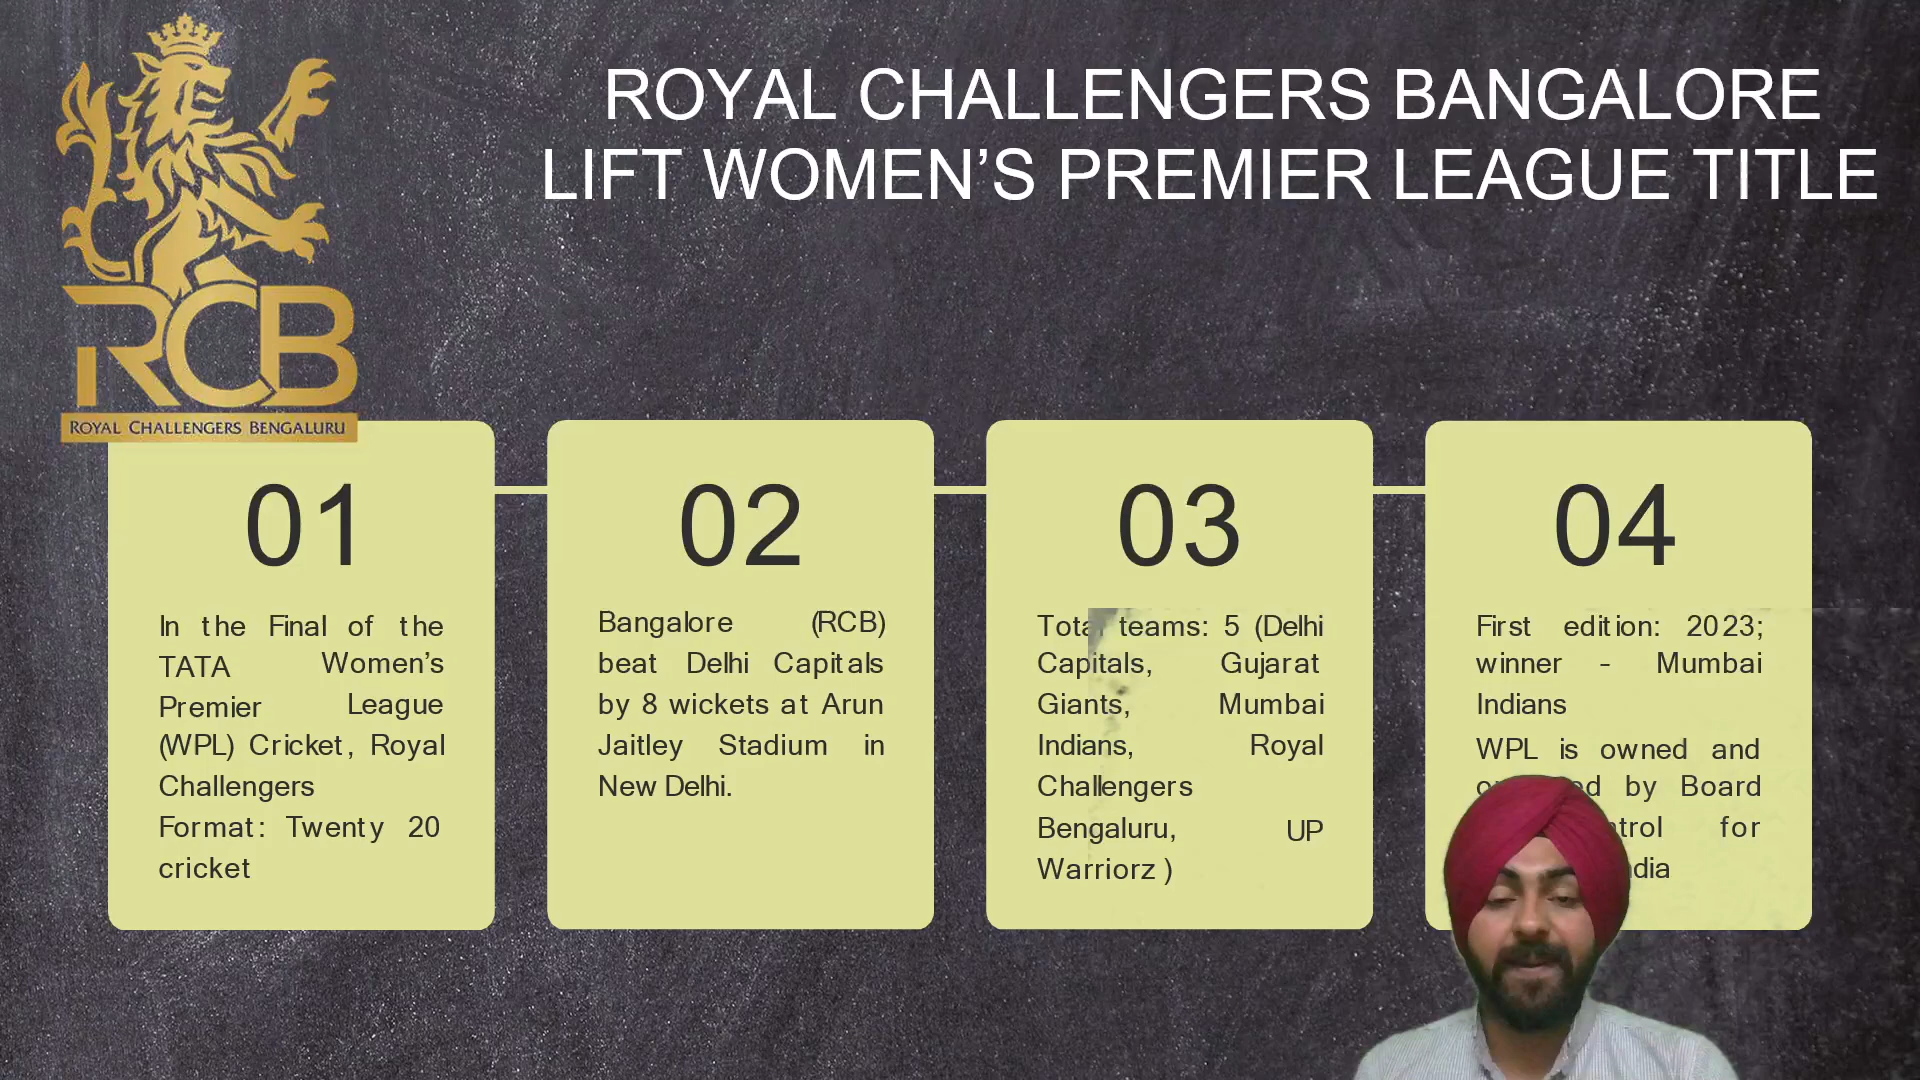 ROYAL CHALLENGERS BANGALORE
LIFT WOMEN’S PREMIER LEAGUE TITLE
RCB
ROYAL CHALLENGERS BENGALURU
01
In the Final of the
TATA Women’s
Premier League
(WPL) Cricket, Royal
Challengers
Format: Twenty 20
cricket
02
Bangalore (RCB)
beat Delhi Capitals
by 8 wickets at Arun
Jaitley Stadium in
New Delhi.
03
Total teams: 5 (Delhi
Capitals, Gujarat
Giants, Mumbai
Indians, Royal
Challengers
Bengaluru, UP
Warriorz )
04
First edition: 2023;
winner - Mumbai
Indians
WPL is owned and
by Board
for